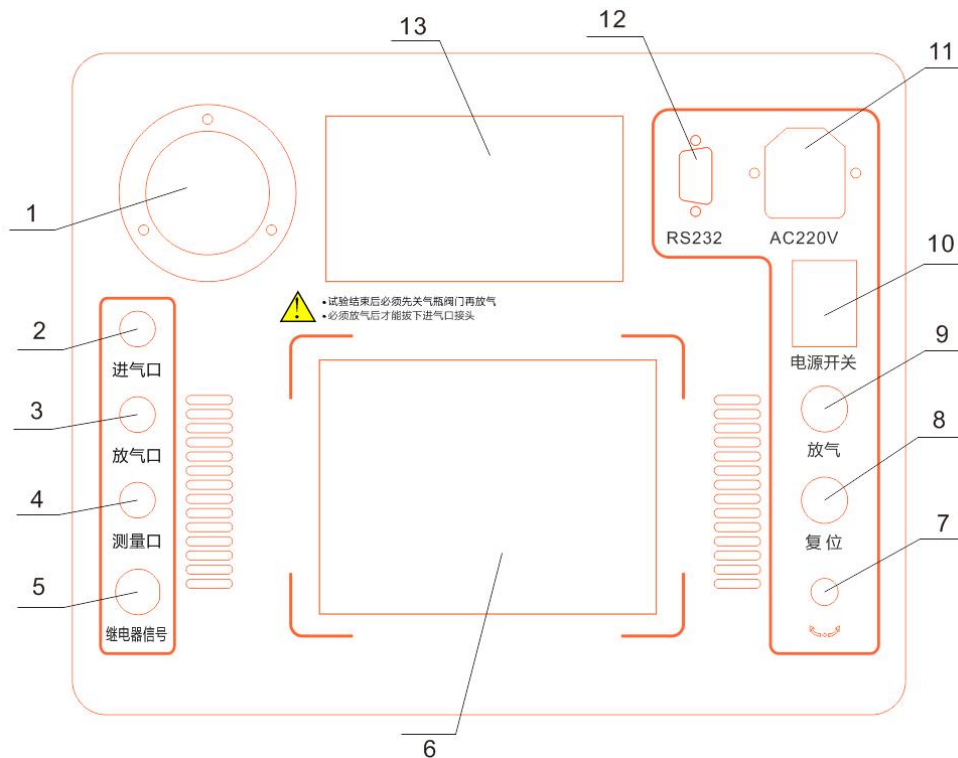 13
12
11
1
RS232
AC220V
10
• 试验结束后必须先关气瓶阀门再放气
• 必须放气后才能拔下进气口接头
2
进气口
电源开关
9
3
放气口
放气
8
4
测量口
复位
7
5
继电器信号
6